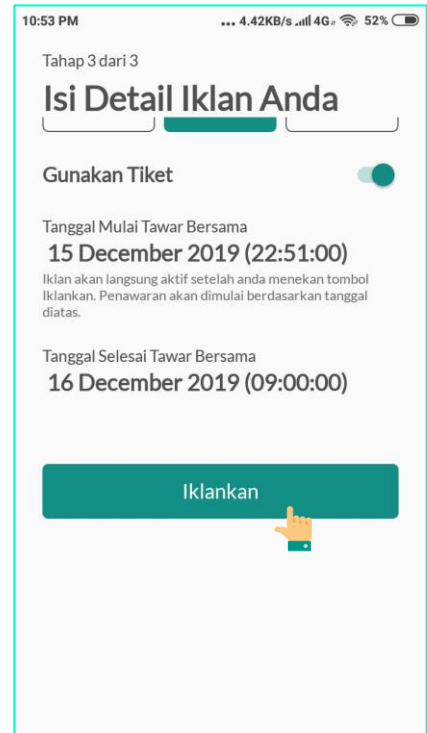 10:53 PM ... 4.42KB/s 4G 52%
Tahap 3 dari 3
Isi Detail Iklan Anda
Gunakan Tiket
Tanggal Mulai Tawar Bersama
15 December 2019 (22:51:00)
Iklan akan langsung aktif setelah anda menekan tombol
Iklankan. Penawaran akan dimulai berdasarkan tanggal
diatas.
Tanggal Selesai Tawar Bersama
16 December 2019 (09:00:00)
Iklankan